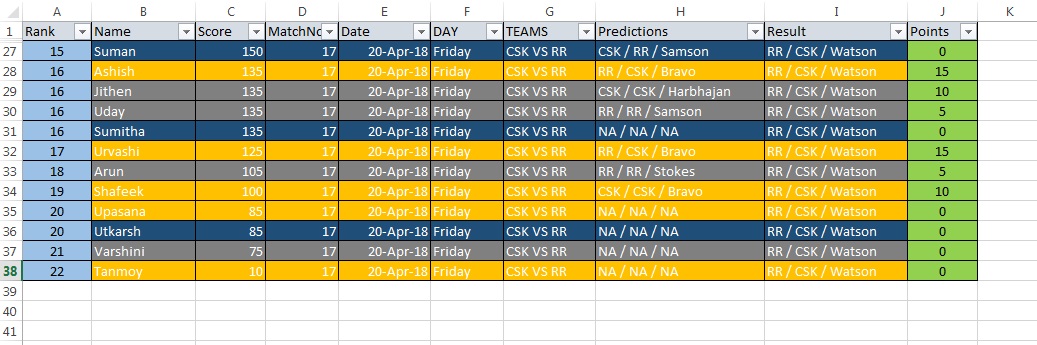 A B C D E F G H I J K
1 Rank Name Score MatchNo Date DAY TEAMS Predictions Result Points
27 15 Suman 150 17 20-Apr-18 Friday CSK VS RR CSK / RR / Samson RR / CSK / Watson 0
28 16 Ashish 135 17 20-Apr-18 Friday CSK VS RR RR / CSK / Bravo RR / CSK / Watson 15
29 16 Jithen 135 17 20-Apr-18 Friday CSK VS RR CSK / CSK / Harbhajan RR / CSK / Watson 10
30 16 Uday 135 17 20-Apr-18 Friday CSK VS RR RR / RR / Samson RR / CSK / Watson 5
31 16 Sumitha 135 17 20-Apr-18 Friday CSK VS RR NA / NA / NA RR / CSK / Watson 0
32 17 Urvashi 125 17 20-Apr-18 Friday CSK VS RR RR / CSK / Bravo RR / CSK / Watson 15
33 18 Arun 105 17 20-Apr-18 Friday CSK VS RR RR / RR / Stokes RR / CSK / Watson 5
34 19 Shafeek 100 17 20-Apr-18 Friday CSK VS RR CSK / CSK / Bravo RR / CSK / Watson 10
35 20 Upasana 85 17 20-Apr-18 Friday CSK VS RR NA / NA / NA RR / CSK / Watson 0
36 20 Utkarsh 85 17 20-Apr-18 Friday CSK VS RR NA / NA / NA RR / CSK / Watson 0
37 21 Varshini 75 17 20-Apr-18 Friday CSK VS RR NA / NA / NA RR / CSK / Watson 0
38 22 Tanmoy 10 17 20-Apr-18 Friday CSK VS RR NA / NA / NA RR / CSK / Watson 0
39
40
41